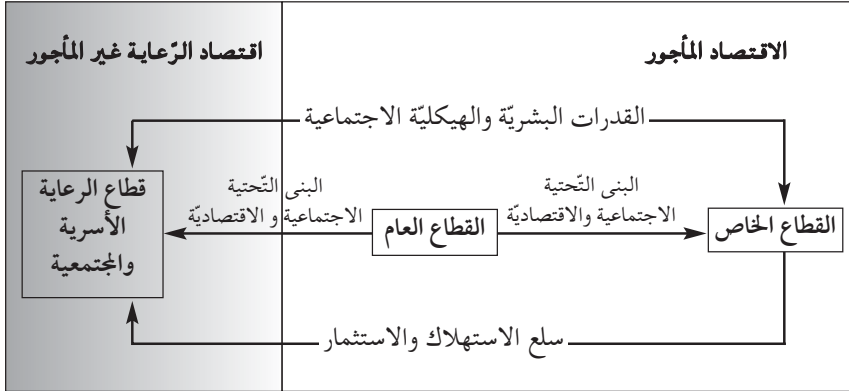 الاقتصاد المأجور
اقتصاد الرّعاية غير المأجور
القدرات البشريّة والهيكليّة الاجتماعية
القطاع الخاص
البنى التّحتية
الاجتماعية والاقتصاديّة
القطاع العام
البنى التّحتية
الاجتماعية و الاقتصاديّة
قطاع الرعاية
الأسرية
والمجتمعية
سلع الاستهلاك والاستثمار